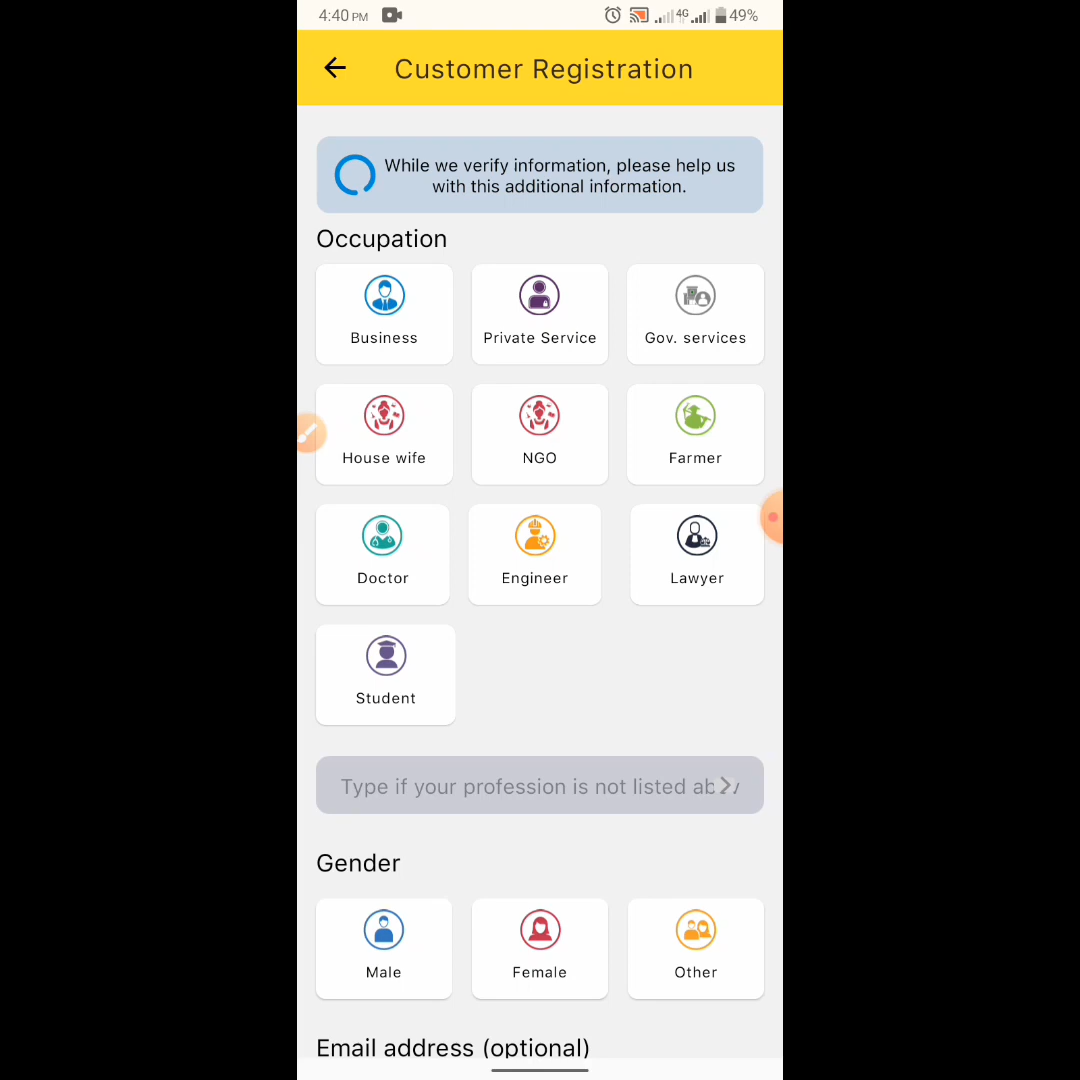 4:40 PM
4G
49%
Customer Registration
While we verify information, please help us
with this additional information.
Occupation
Business
Private Service
Gov. services
House wife
NGO
Farmer
Doctor
Engineer
Lawyer
Student
Type if your profession is not listed
Gender
Male
Female
Other
Email address (optional)